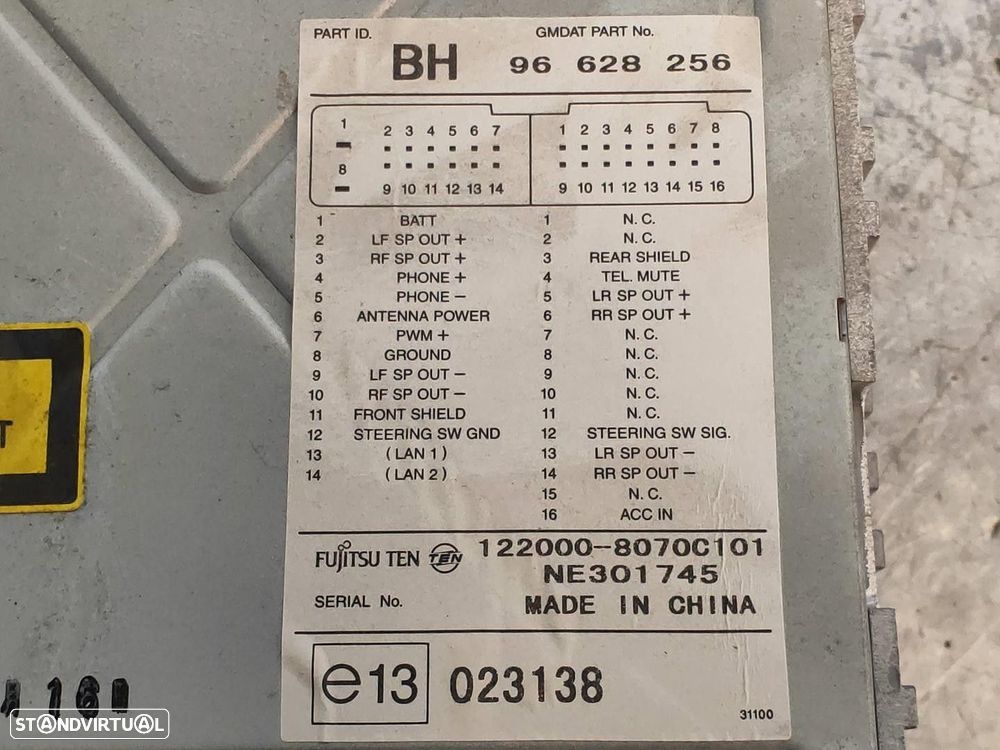 PART ID. GMDAT PART No.
BH 96 628 256
1 2 3 4 5 6 7 1 2 3 4 5 6 7 8
8 9 10 11 12 13 14 9 10 11 12 13 14 15 16
1 BATT 1 N.C.
2 LF SP OUT + 2 N.C.
3 RF SP OUT + 3 REAR SHIELD
4 PHONE + 4 TEL. MUTE
5 PHONE − 5 LR SP OUT +
6 ANTENNA POWER 6 RR SP OUT +
7 PWM + 7 N.C.
8 GROUND 8 N.C.
9 LF SP OUT − 9 N.C.
10 RF SP OUT − 10 N.C.
11 FRONT SHIELD 11 N.C.
12 STEERING SW GND 12 STEERING SW SIG.
13 (LAN 1) 13 LR SP OUT −
14 (LAN 2) 14 RR SP OUT −
15 N.C.
16 ACC IN
FUJITSU TEN TEN 122000-8070C101
NE301745
SERIAL No. MADE IN CHINA
e13 023138
31100
T
161
STANDVIRTUAL